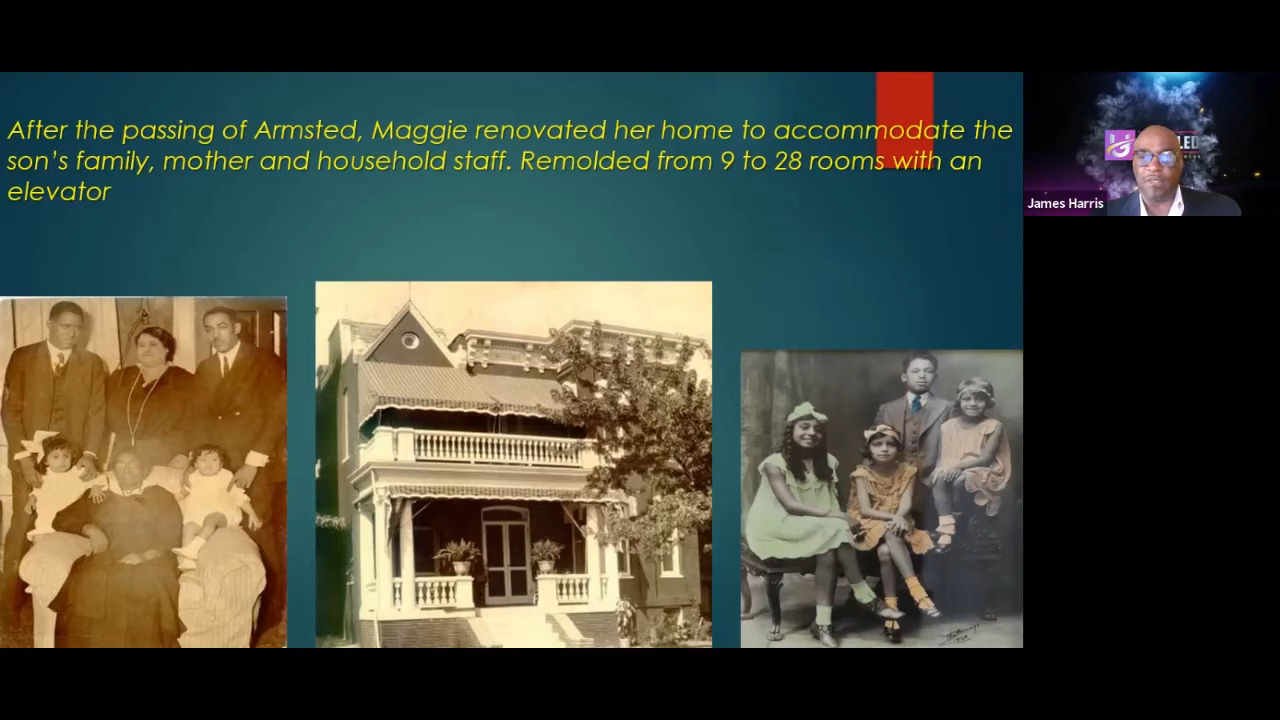 After the passing of Armsted, Maggie renovated her home to accommodate the
son's family, mother and household staff. Remolded from 9 to 28 rooms with an
elevator
LED
James Harris